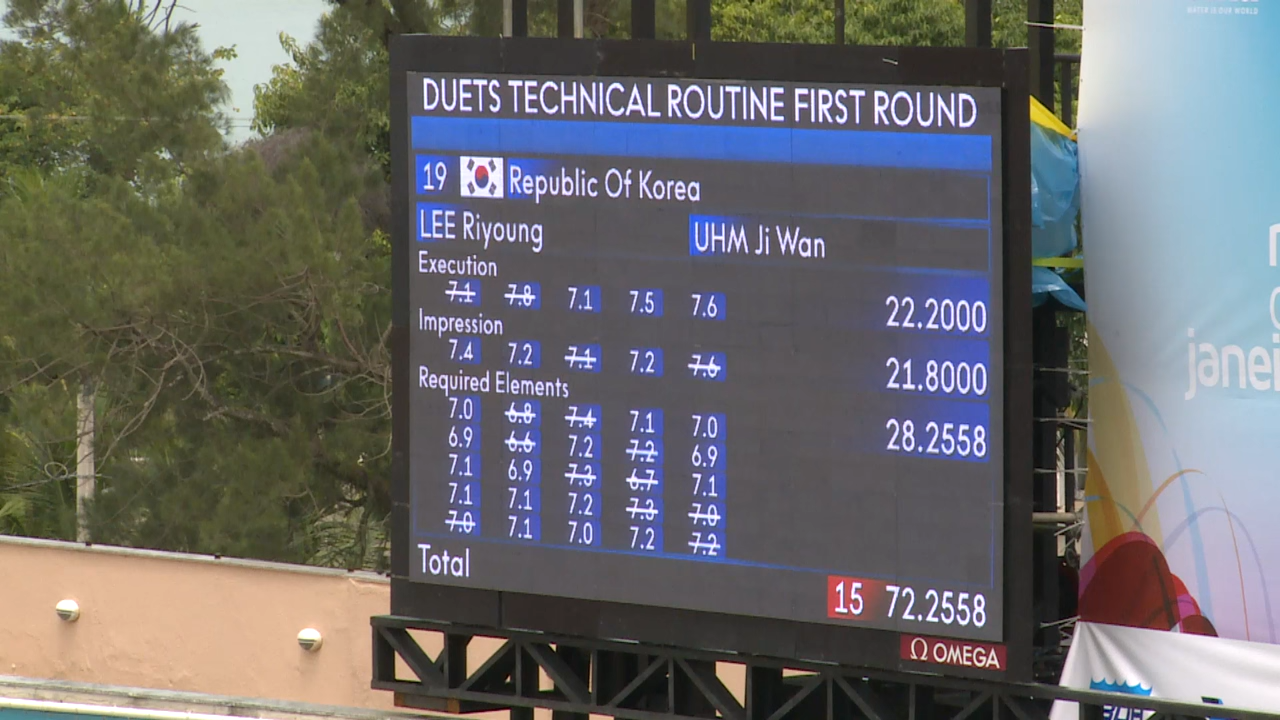 WATER IS OUR WORLD
DUETS TECHNICAL ROUTINE FIRST ROUND
19 Republic Of Korea
LEE Riyoung UHM Ji Wan
Execution
7.1 7.8 7.1 7.5 7.6 22.2000
Impression
7.4 7.2 7.1 7.2 7.6 21.8000
Required Elements
7.0 6.8 7.4 7.1 7.0 28.2558
6.9 6.6 7.2 7.2 6.9
7.1 6.9 7.3 6.7 7.1
7.1 7.1 7.2 7.3 7.0
7.0 7.1 7.0 7.2 7.2
Total
15 72.2558
Ω OMEGA
janei